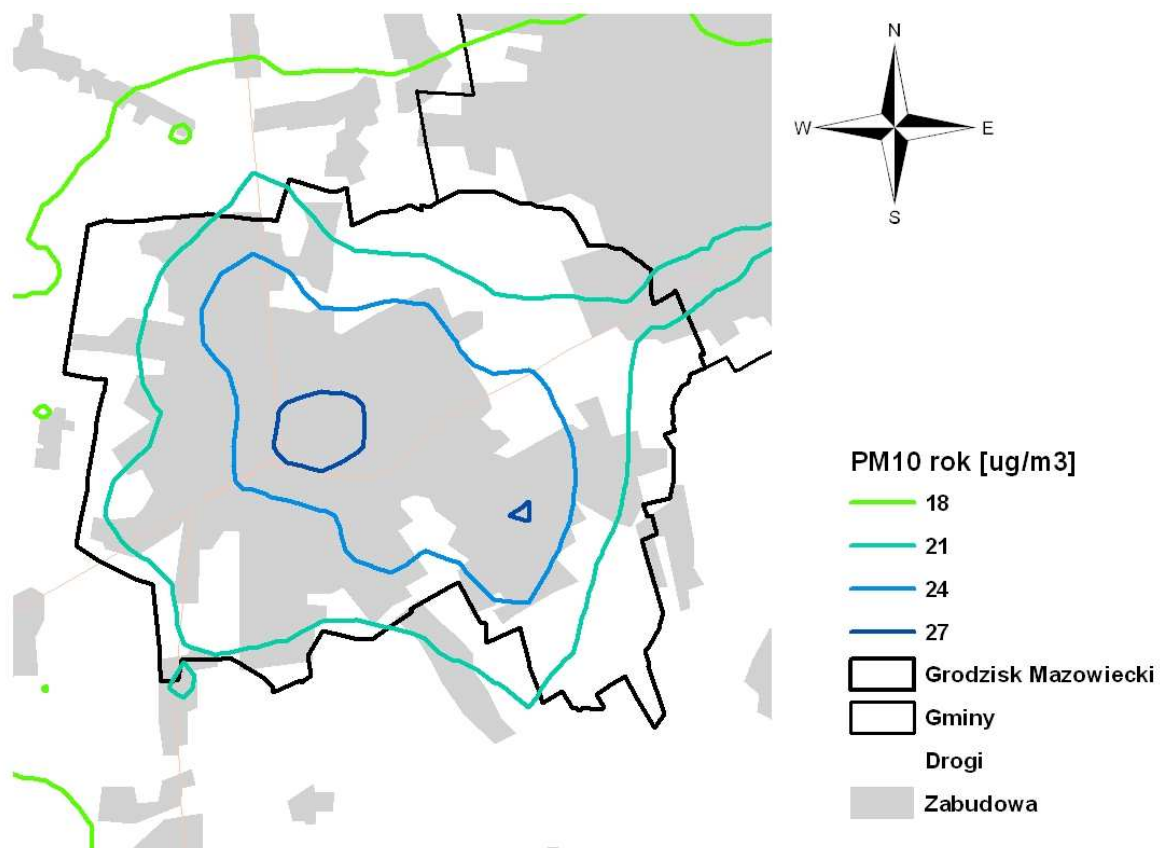 N
W E
S
PM10 rok [ug/m3]
18
21
24
27
Grodzisk Mazowiecki
Gminy
Drogi
Zabudowa